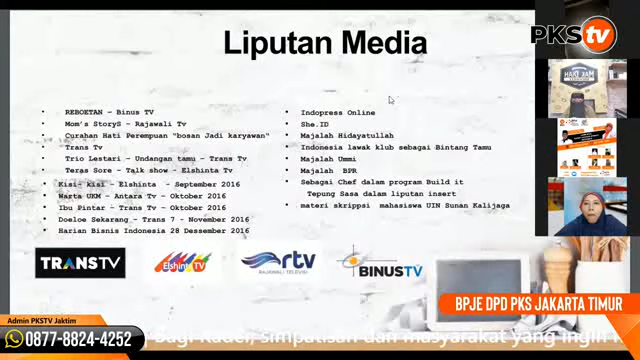 Liputan Media
PKStv
REBOETAN – Binus TV
Mom's StoryS – Rajawali Tv
Curahan Hati Perempuan "bosan Jadi karyawan"
Trans Tv
Trio Lestari – Undangan tamu – Trans Tv
Teras Sore – Talk show – Elshinta Tv
Kisi- kisi – Elshinta - September 2016
Warta UKM – Antara Tv – Oktober 2016
Ibu Pintar – Trans Tv – Oktober 2016
Doeloe Sekarang – Trans 7 - November 2016
Harian Bisnis Indonesia 28 Dessember 2016
Indopress Online
She.ID
Majalah Hidayatullah
Indonesia lawak klub sebagai Bintang Tamu
Majalah Ummi
Majalah BPR
Sebagai Chef dalam program Build it
Tepung Sasa dalam liputan insert
materi skrippsi mahasiswa UIN Sunan Kalijaga
TRANSTV
Elshinta TV
rtv
RAJAWALI TELEVISI
BINUSTV
BPJE DPD PKS JAKARTA TIMUR
Admin PKSTV Jaktim
0877-8824-4252
Bagi kader, simpatisan dan masyarakat yang ingin